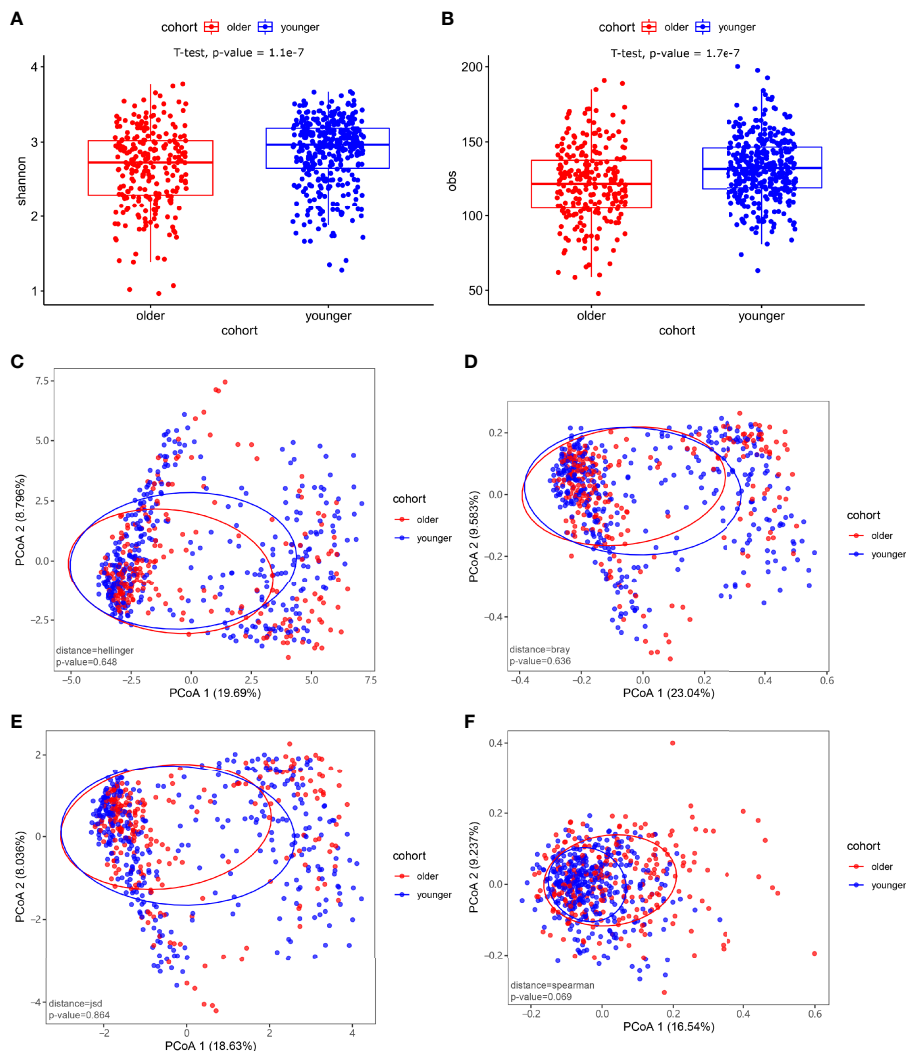 A
cohort older younger
T-test, p-value = 1.1e-7
4
3
2
1
shannon
older younger
cohort
B
cohort older younger
T-test, p-value = 1.7e-7
200
150
100
50
obs
older younger
cohort
C
7.5
5.0
2.5
0.0
−2.5
PCoA 2 (8.796%)
distance=hellinger
p-value=0.648
−5.0 −2.5 0.0 2.5 5.0 7.5
PCoA 1 (19.69%)
cohort
older
younger
D
0.2
0.0
−0.2
−0.4
PCoA 2 (9.583%)
distance=bray
p-value=0.636
−0.4 −0.2 0.0 0.2 0.4 0.6
PCoA 1 (23.04%)
cohort
older
younger
E
2
0
−2
−4
PCoA 2 (8.036%)
distance=jsd
p-value=0.864
−2 0 2 4
PCoA 1 (18.63%)
cohort
older
younger
F
0.4
0.2
0.0
−0.2
PCoA 2 (9.237%)
distance=spearman
p-value=0.069
−0.2 0.0 0.2 0.4 0.6
PCoA 1 (16.54%)
cohort
older
younger